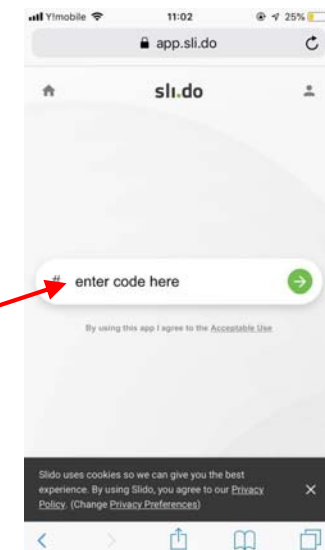 Y!mobile 11:02 25%
app.sli.do
sli.do
# enter code here
By using this app I agree to the Acceptable Use
Slido uses cookies so we can give you the best
experience. By using Slido, you agree to our Privacy
Policy. (Change Privacy Preferences)